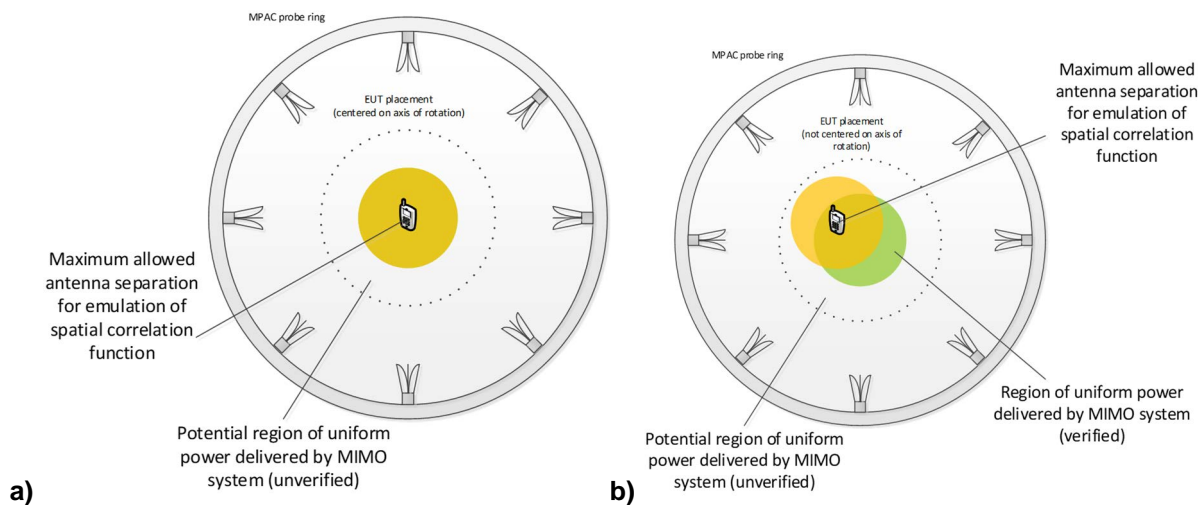 MPAC probe ring
EUT placement
(centered on axis of rotation)
Maximum allowed
antenna separation
for emulation of
spatial correlation
function
Potential region of uniform
power delivered by MIMO
system (unverified)
a)
MPAC probe ring
EUT placement
(not centered on axis of
rotation)
Maximum allowed
antenna separation
for emulation of
spatial correlation
function
Region of uniform power
delivered by MIMO system
(verified)
Potential region of uniform
power delivered by MIMO
system (unverified)
b)